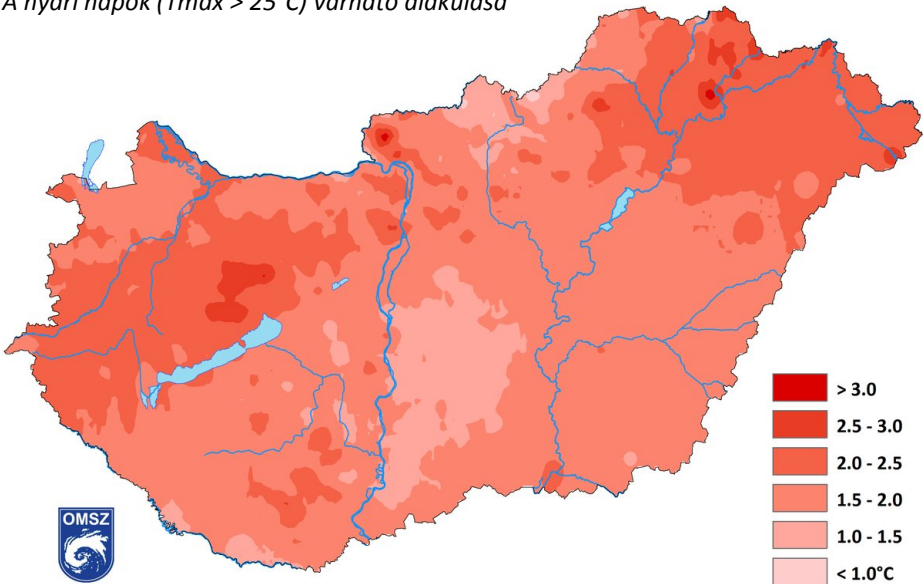 A nyári napok (Tmax > 25°C) várható alakulása
> 3.0
2.5 - 3.0
2.0 - 2.5
1.5 - 2.0
1.0 - 1.5
< 1.0°C
OMSZ